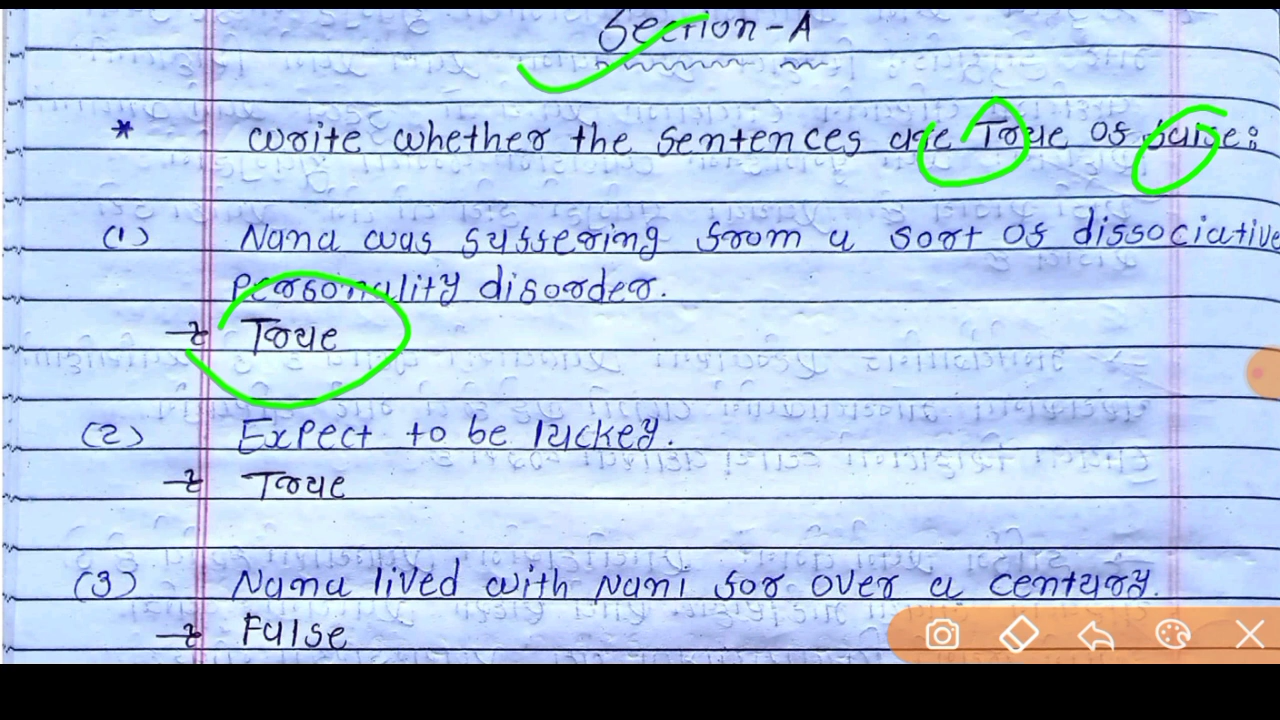 Section-A
* Write whether the sentences are True or false:
(1) Nana was suffering from a sort of dissociative
personality disorder.
→ True
(2) Expect to be luckey.
→ True
(3) Nana lived with Nani for over a century.
→ False